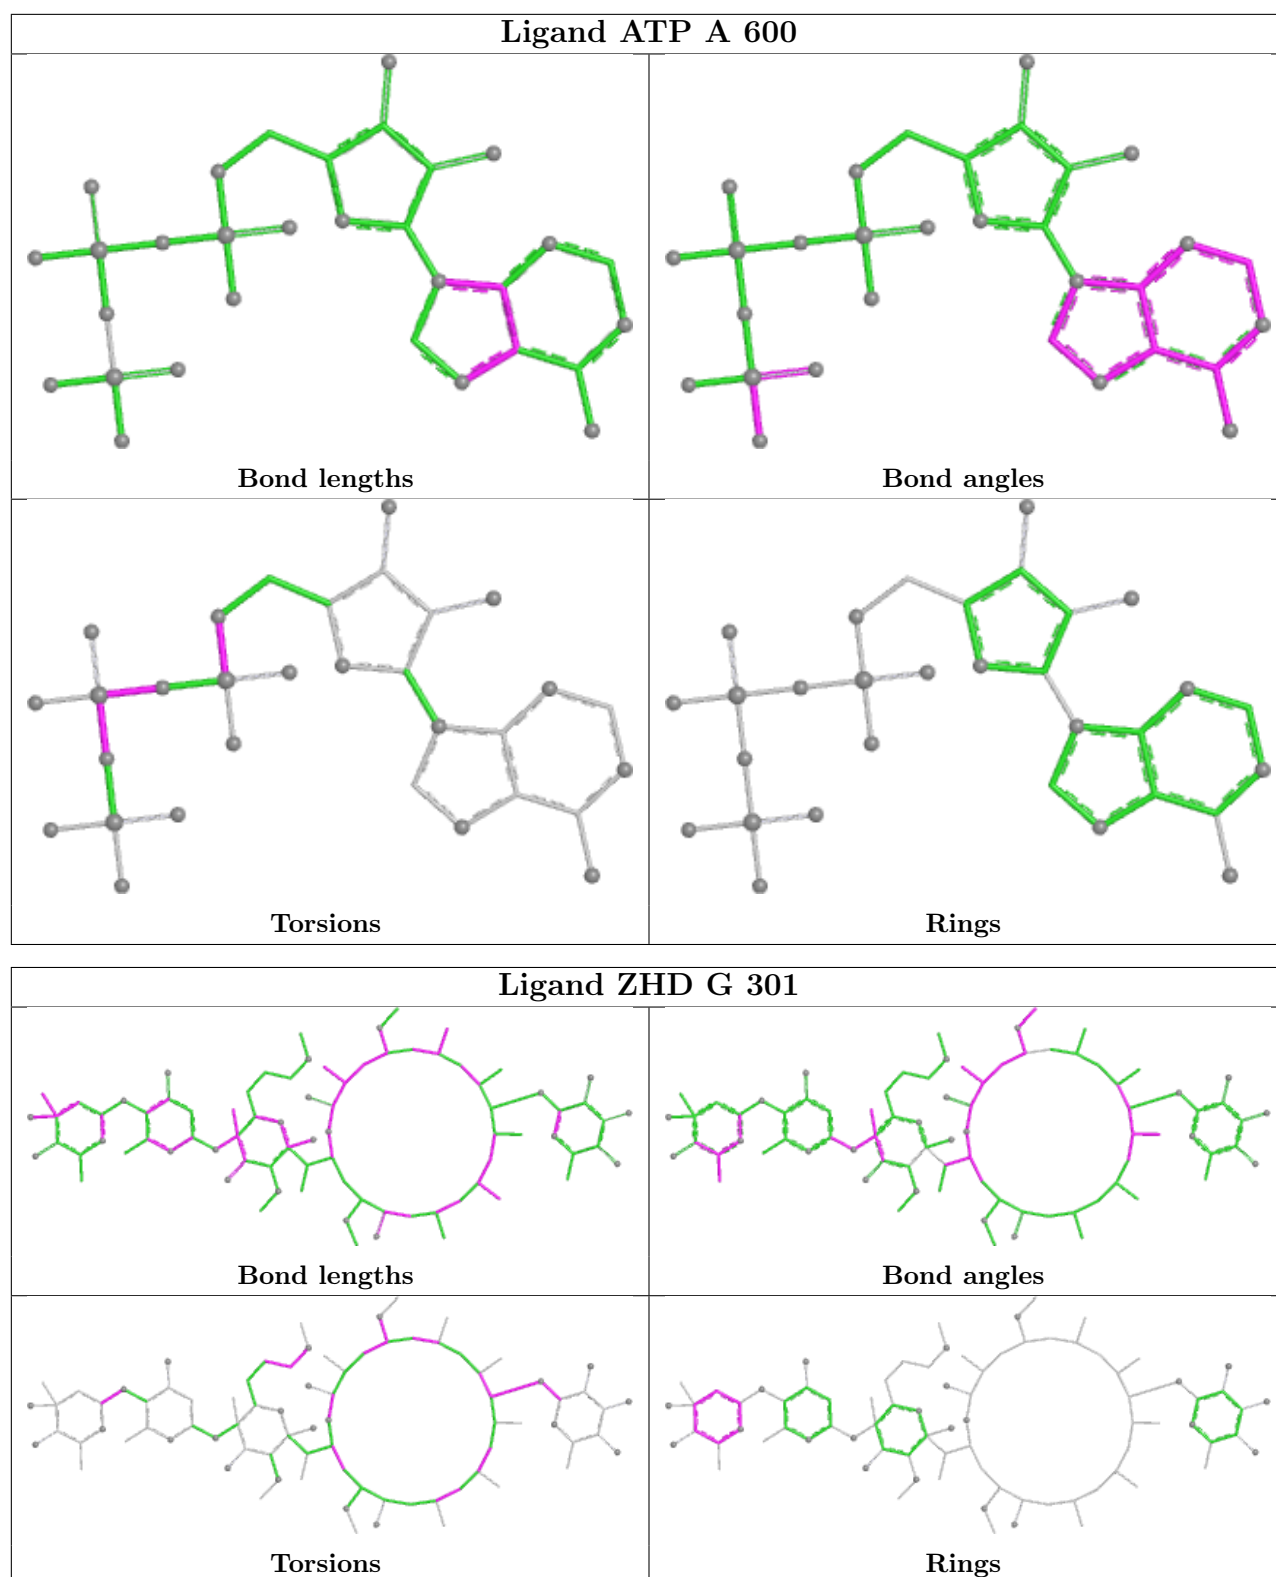 Ligand ATP A 600
Bond lengths
Bond angles
Torsions
Rings
Ligand ZHD G 301
Bond lengths
Bond angles
Torsions
Rings